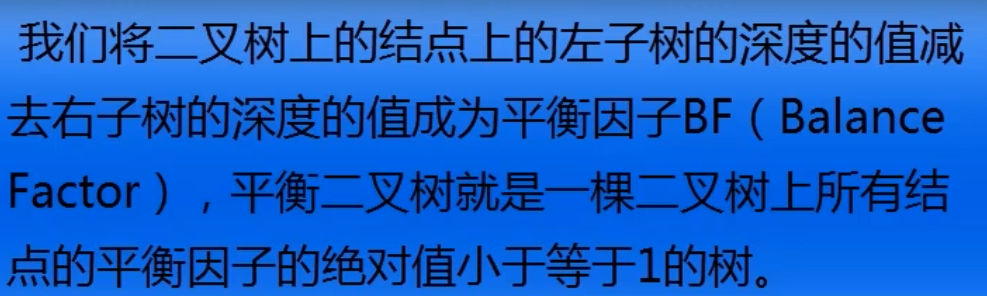 我们将二叉树上的结点上的左子树的深度的值减
去右子树的深度的值成为平衡因子BF（Balance
Factor），平衡二叉树就是一棵二叉树上所有结
点的平衡因子的绝对值小于等于1的树。